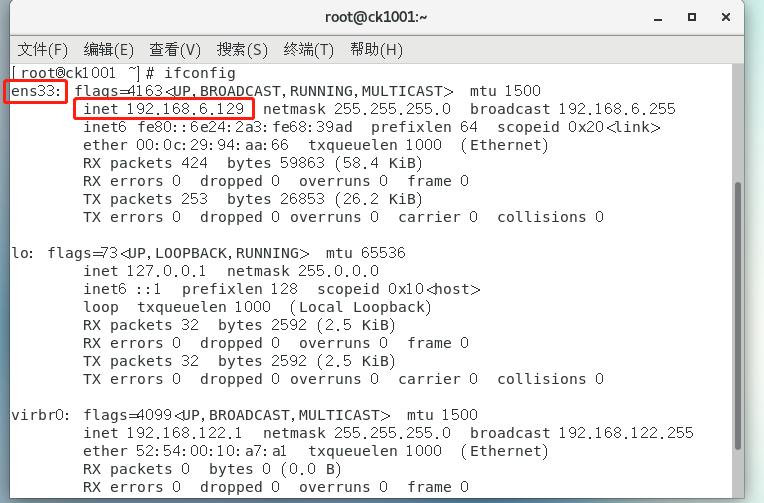 root@ck1001:~
文件(F) 编辑(E) 查看(V) 搜索(S) 终端(T) 帮助(H)
[root@ck1001 ~]# ifconfig
ens33: flags=4163<UP,BROADCAST,RUNNING,MULTICAST>  mtu 1500
        inet 192.168.6.129  netmask 255.255.255.0  broadcast 192.168.6.255
        inet6 fe80::6e24:2a3:fe68:39ad  prefixlen 64  scopeid 0x20<link>
        ether 00:0c:29:94:aa:66  txqueuelen 1000  (Ethernet)
        RX packets 424  bytes 59863 (58.4 KiB)
        RX errors 0  dropped 0  overruns 0  frame 0
        TX packets 253  bytes 26853 (26.2 KiB)
        TX errors 0  dropped 0 overruns 0  carrier 0  collisions 0
lo: flags=73<UP,LOOPBACK,RUNNING>  mtu 65536
        inet 127.0.0.1  netmask 255.0.0.0
        inet6 ::1  prefixlen 128  scopeid 0x10<host>
        loop  txqueuelen 1000  (Local Loopback)
        RX packets 32  bytes 2592 (2.5 KiB)
        RX errors 0  dropped 0  overruns 0  frame 0
        TX packets 32  bytes 2592 (2.5 KiB)
        TX errors 0  dropped 0 overruns 0  carrier 0  collisions 0
virbr0: flags=4099<UP,BROADCAST,MULTICAST>  mtu 1500
        inet 192.168.122.1  netmask 255.255.255.0  broadcast 192.168.122.255
        ether 52:54:00:10:a7:a1  txqueuelen 1000  (Ethernet)
        RX packets 0  bytes 0 (0.0 B)
        RX errors 0  dropped 0  overruns 0  frame 0